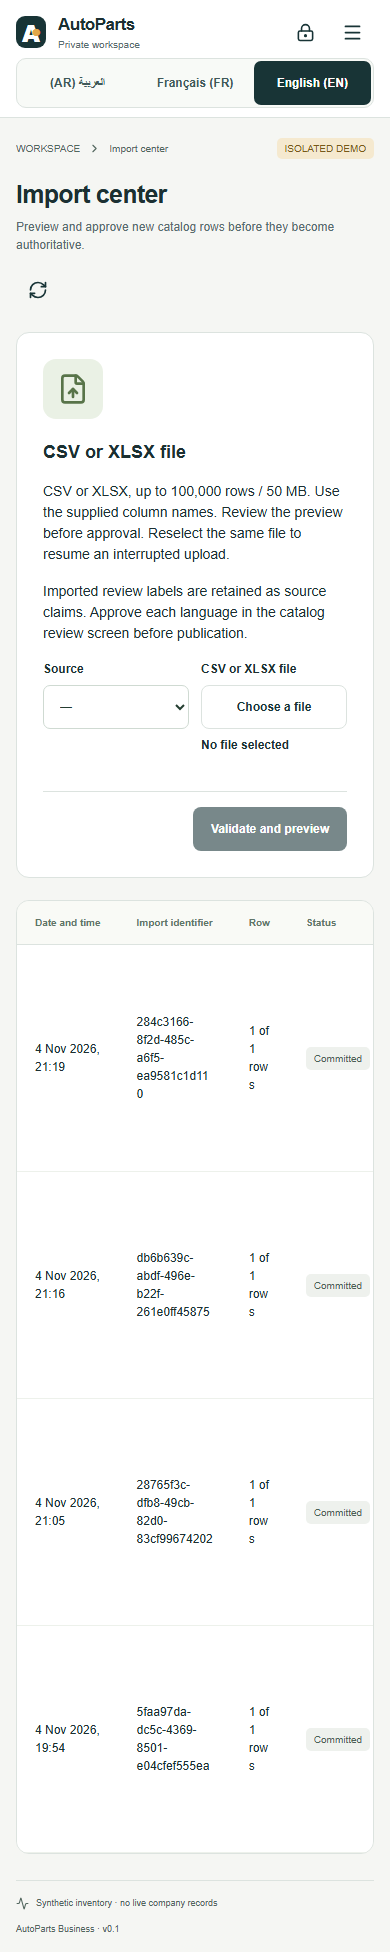 AutoParts
Private workspace
العربية (AR)
Français (FR)
English (EN)
WORKSPACE > Import center
ISOLATED DEMO
Import center
Preview and approve new catalog rows before they become
authoritative.
CSV or XLSX file
CSV or XLSX, up to 100,000 rows / 50 MB. Use
the supplied column names. Review the preview
before approval. Reselect the same file to
resume an interrupted upload.
Imported review labels are retained as source
claims. Approve each language in the catalog
review screen before publication.
Source
CSV or XLSX file
—
Choose a file
No file selected
Validate and preview
Date and time
Import identifier
Row
Status
4 Nov 2026,
21:19
284c3166-
8f2d-485c-
a6f5-
ea9581c1d11
0
1 of
1
row
s
Committed
4 Nov 2026,
21:16
db6b639c-
abdf-496e-
b22f-
261e0ff45875
1 of
1
row
s
Committed
4 Nov 2026,
21:05
28765f3c-
dfb8-49cb-
82d0-
83cf99674202
1 of
1
row
s
Committed
4 Nov 2026,
19:54
5faa97da-
dc5c-4369-
8501-
e04cfef555ea
1 of
1
row
s
Committed
Synthetic inventory · no live company records
AutoParts Business · v0.1